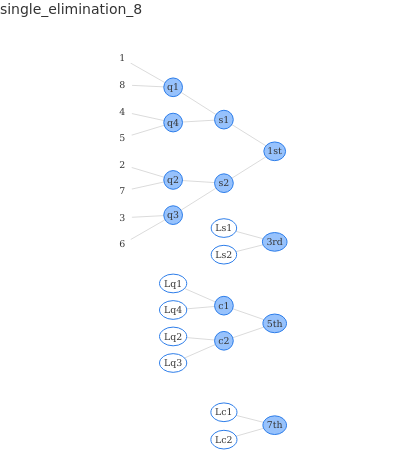 single_elimination_8
1
8
q1
4
q4
s1
5
1st
2
q2
s2
7
3
q3
6
Ls1
3rd
Ls2
Lq1
c1
Lq4
5th
Lq2
c2
Lq3
Lc1
7th
Lc2